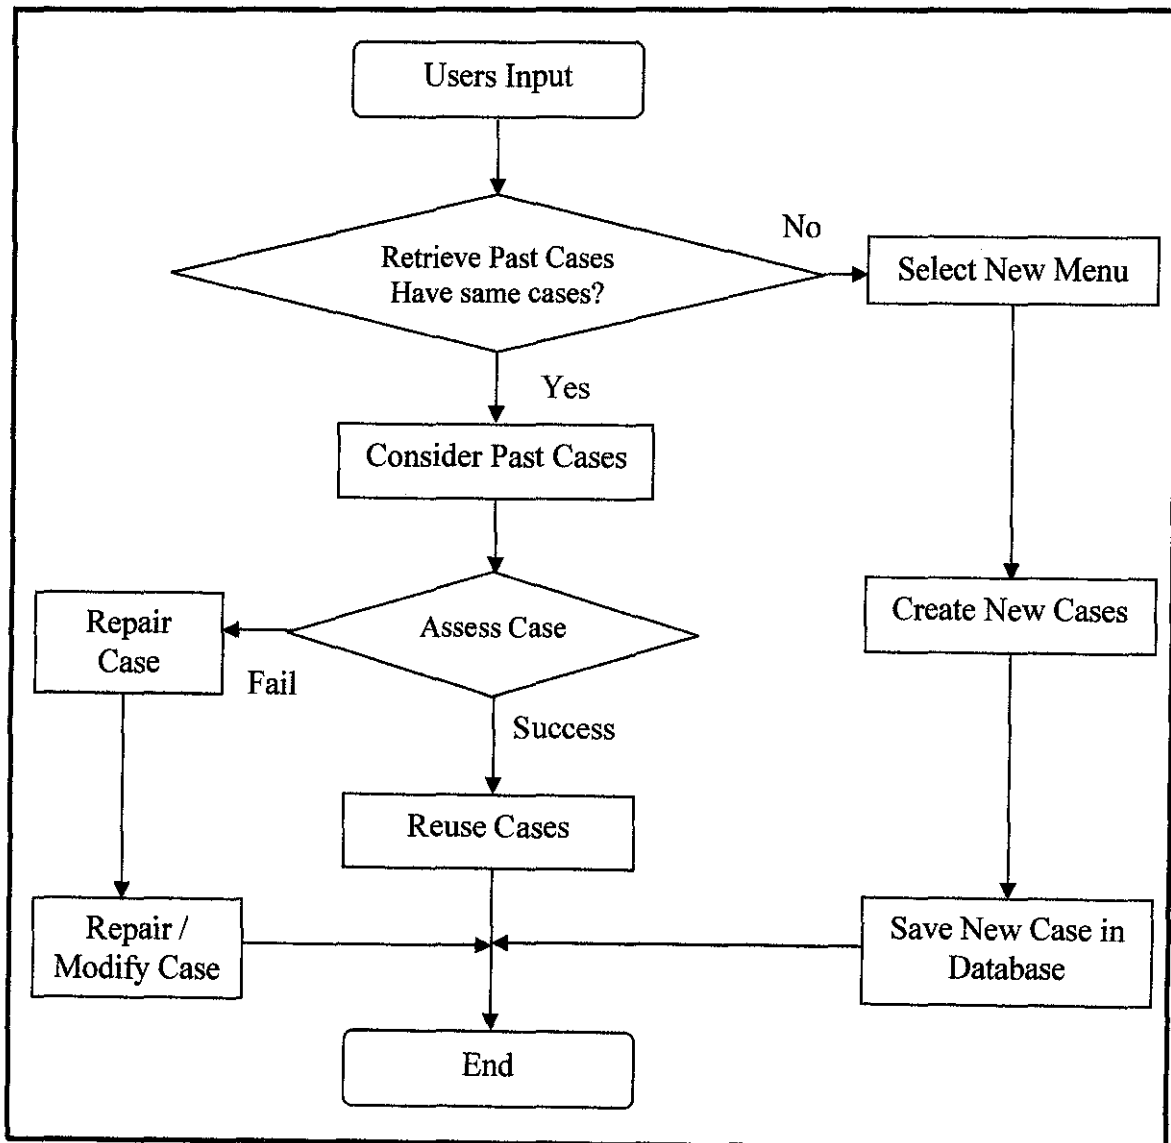 Users Input
No
Retrieve Past Cases
Have same cases?
Select New Menu
Yes
Consider Past Cases
Repair
Case
Assess Case
Create New Cases
Fail
Success
Reuse Cases
Repair /
Modify Case
Save New Case in
Database
End